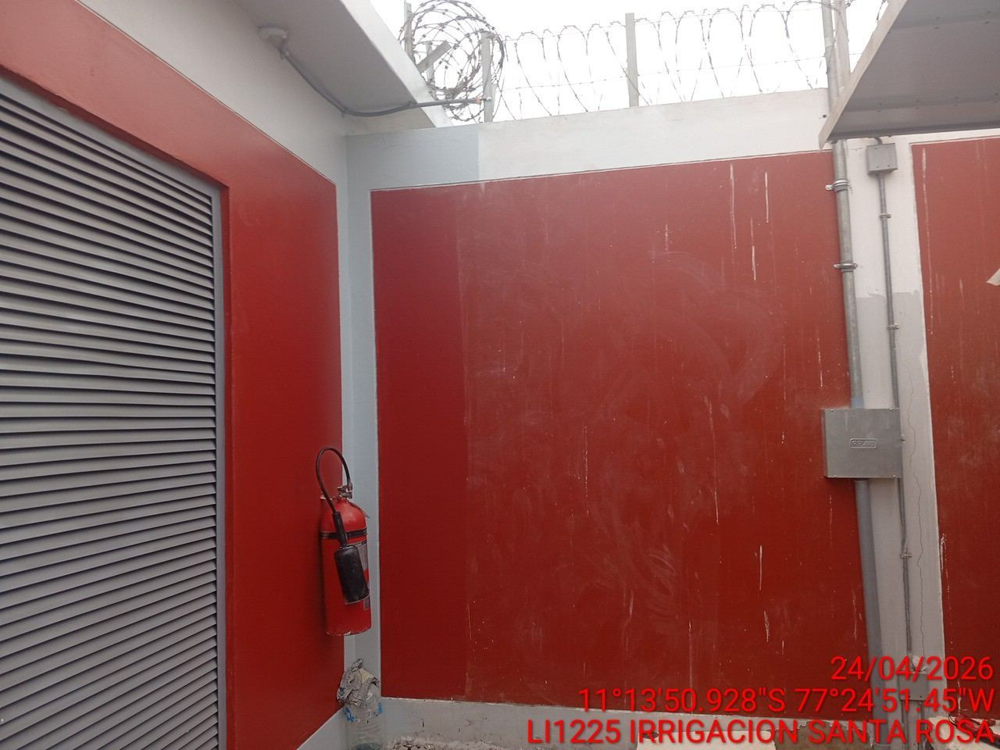 24/04/2026
11°13'50.928"S 77°24'51.45"W
LI1225 IRRIGACION SANTA ROSA